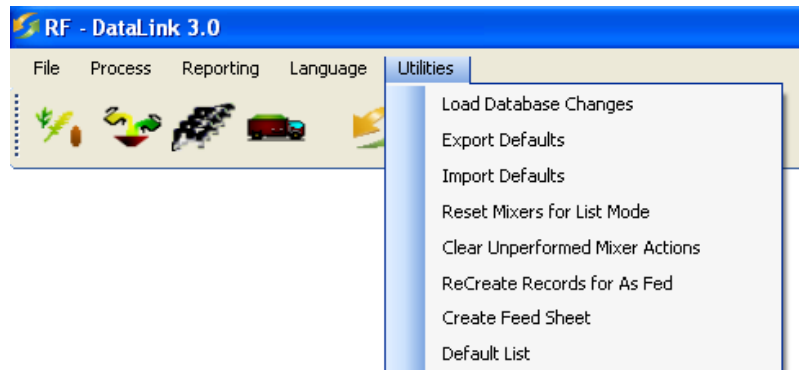 RF - DataLink 3.0
File Process Reporting Language Utilities
Load Database Changes
Export Defaults
Import Defaults
Reset Mixers for List Mode
Clear Unperformed Mixer Actions
ReCreate Records for As Fed
Create Feed Sheet
Default List